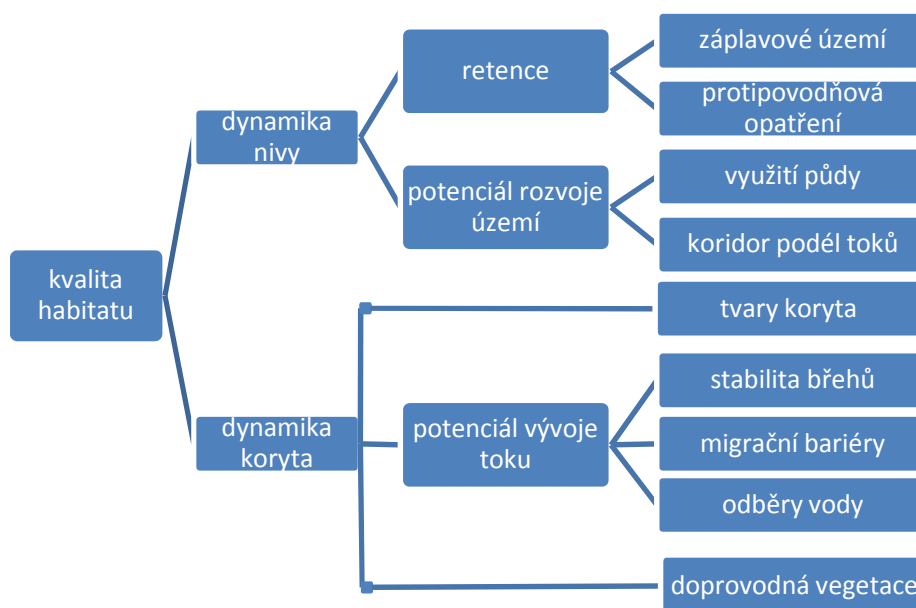 záplavové území
retence
protipovodňová
opatření
dynamika
nivy
využití půdy
potenciál rozvoje
území
koridor podél toků
kvalita
habitatu
tvary koryta
stabilita břehů
dynamika
koryta
potenciál vývoje
toku
migrační bariéry
odběry vody
doprovodná vegetace